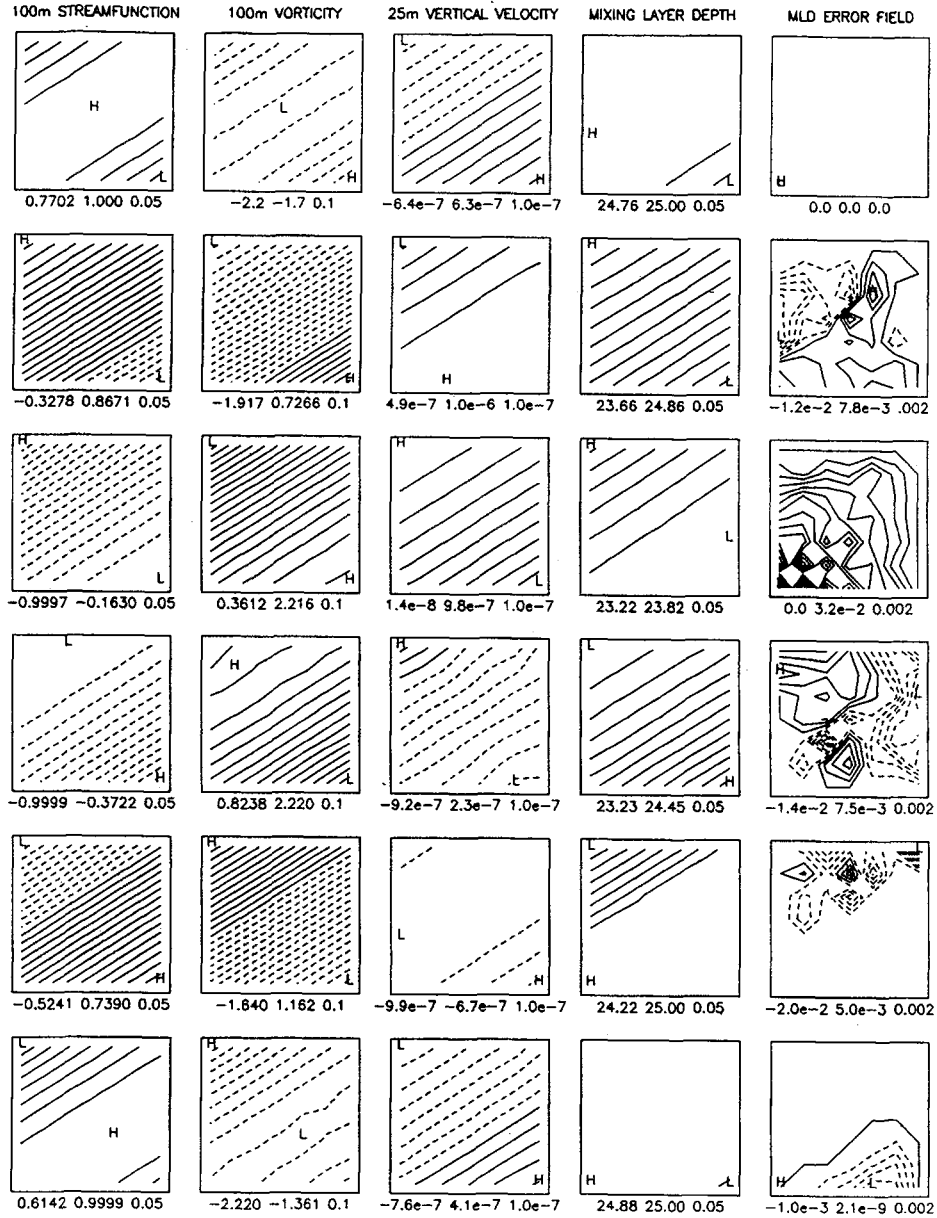 100m STREAMFUNCTION 100m VORTICITY 25m VERTICAL VELOCITY MIXING LAYER DEPTH MLD ERROR FIELD
H L
L H
L H
H L
H
0.7702 1.000 0.05 -2.2 -1.7 0.1 -6.4e-7 6.3e-7 1.0e-7 24.76 25.00 0.05 0.0 0.0 0.0
H L
L H
L H
H L
-0.3278 0.8671 0.05 -1.917 0.7266 0.1 4.9e-7 1.0e-6 1.0e-7 23.66 24.86 0.05 -1.2e-2 7.8e-3 .002
H L
L H
H L
H L
-0.9997 -0.1630 0.05 0.3612 2.216 0.1 1.4e-8 9.8e-7 1.0e-7 23.22 23.82 0.05 0.0 3.2e-2 0.002
L H
H L
H L
L H
H
-0.9999 -0.3722 0.05 0.8238 2.220 0.1 -9.2e-7 2.3e-7 1.0e-7 23.23 24.45 0.05 -1.4e-2 7.5e-3 0.002
L H
H L
L H
L H
-0.5241 0.7390 0.05 -1.840 1.162 0.1 -9.9e-7 -6.7e-7 1.0e-7 24.22 25.00 0.05 -2.0e-2 5.0e-3 0.002
L H
H L
L H
H L
H L
0.6142 0.9999 0.05 -2.220 -1.361 0.1 -7.6e-7 4.1e-7 1.0e-7 24.88 25.00 0.05 -1.0e-3 2.1e-9 0.002